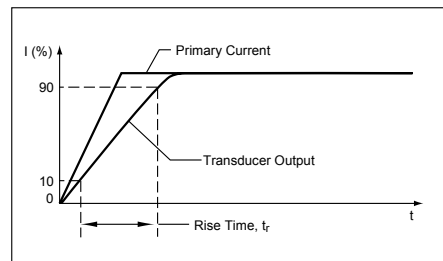 I (%)
Primary Current
90
Transducer Output
10
0
t
Rise Time, tr